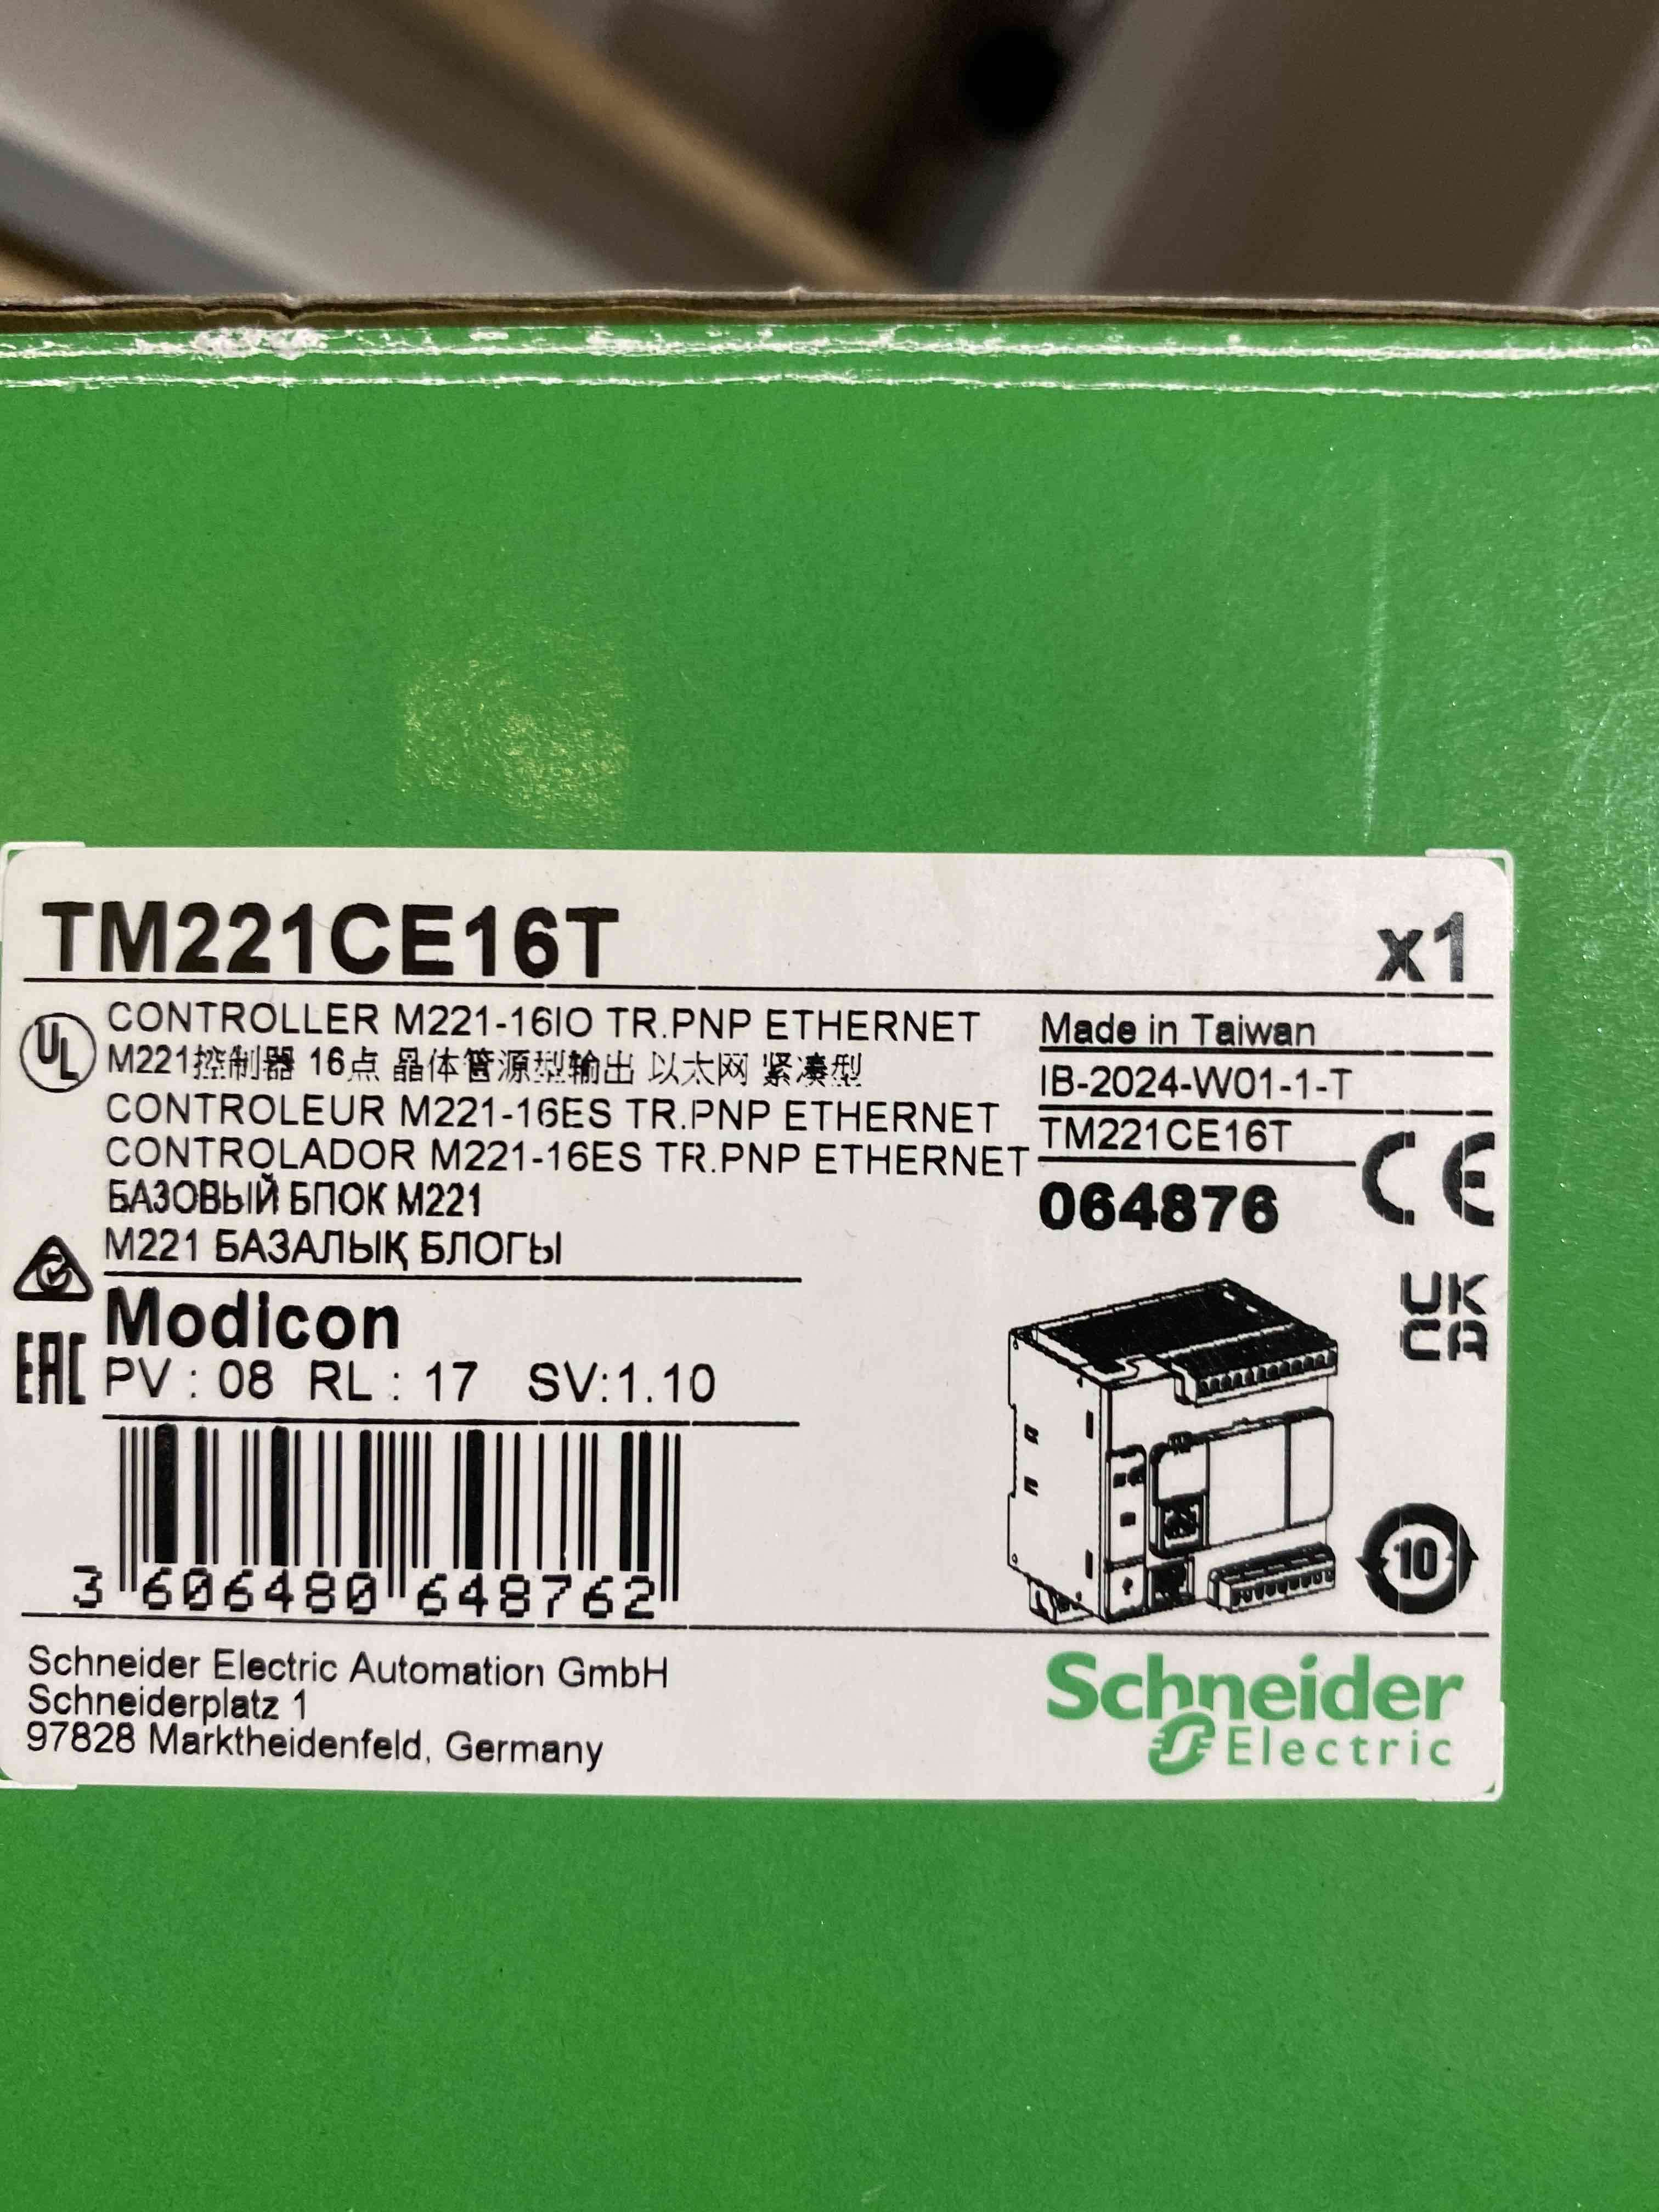 TM221CE16T x1
UL
CONTROLLER M221-16IO TR.PNP ETHERNET
M221控制器 16点 晶体管源型输出 以太网 紧凑型
CONTROLEUR M221-16ES TR.PNP ETHERNET
CONTROLADOR M221-16ES TR.PNP ETHERNET
БАЗОВЫЙ БЛОК M221
M221 БАЗАЛЫҚ БЛОГЫ
Made in Taiwan
IB-2024-W01-1-T
TM221CE16T
064876
CE
UK
CA
EAC
Modicon
PV : 08 RL : 17 SV:1.10
3 606480 648762
10
Schneider Electric Automation GmbH
Schneiderplatz 1
97828 Marktheidenfeld, Germany
Schneider
Electric